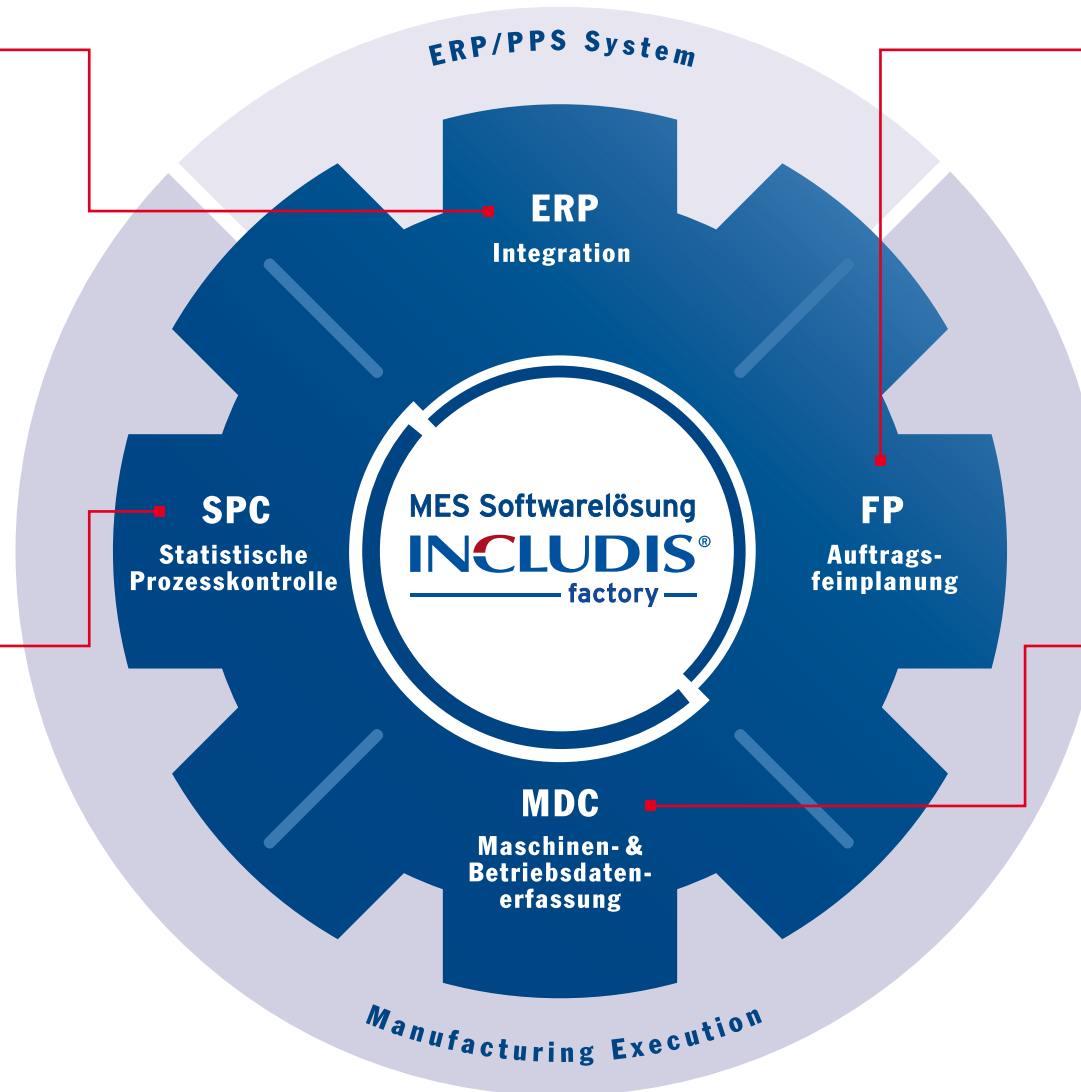 ERP/PPS System
ERP
Integration
SPC
Statistische
Prozesskontrolle
MES Softwarelösung
INCLUDIS®
factory
FP
Auftrags-
feinplanung
MDC
Maschinen- &
Betriebsdaten-
erfassung
Manufacturing Execution